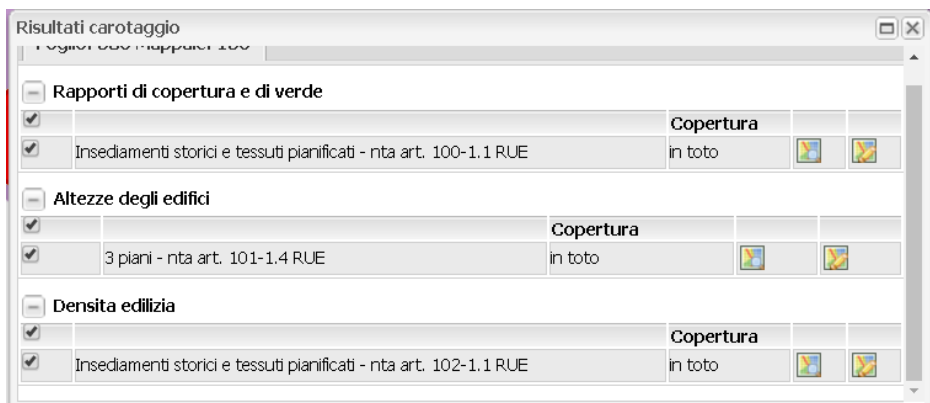 Risultati carotaggio
Rapporti di copertura e di verde
Copertura
Insediamenti storici e tessuti pianificati - nta art. 100-1.1 RUE in toto
Altezze degli edifici
Copertura
3 piani - nta art. 101-1.4 RUE in toto
Densita edilizia
Copertura
Insediamenti storici e tessuti pianificati - nta art. 102-1.1 RUE in toto